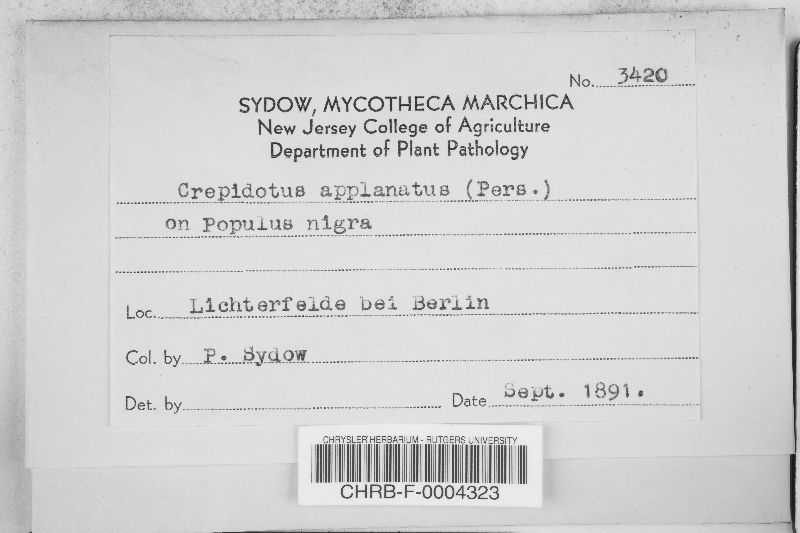 No. 3420
SYDOW, MYCOTHECA MARCHICA
New Jersey College of Agriculture
Department of Plant Pathology
Crepidotus applanatus (Pers.)
on Populus nigra
Loc. Lichterfelde bei Berlin
Col. by P. Sydow
Det. by
Date Sept. 1891.
CHRYSLER HERBARIUM - RUTGERS UNIVERSITY
CHRB-F-0004323